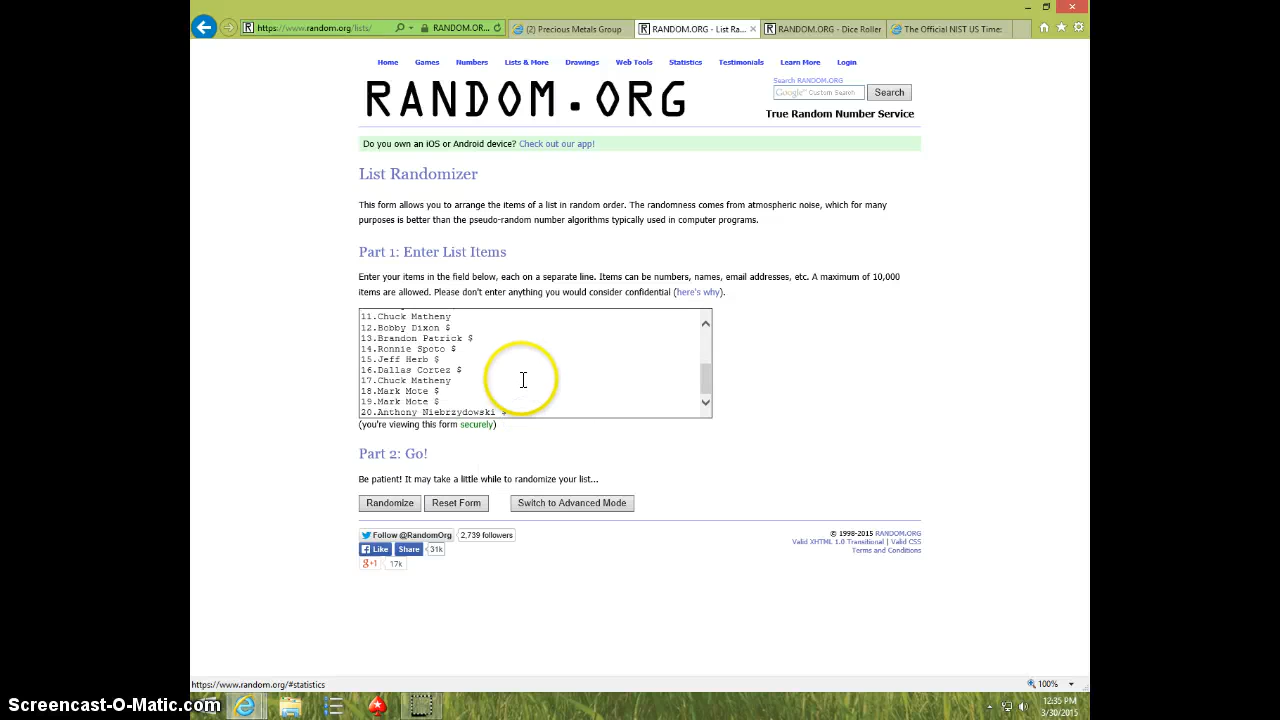 https://www.random.org/lists/
RANDOM.OR...
(2) Precious Metals Group
RANDOM.ORG - List Ra...
RANDOM.ORG - Dice Roller
The Official NIST US Time:
Home Games Numbers Lists & More Drawings Web Tools Statistics Testimonials Learn More Login
Search RANDOM.ORG
RANDOM.ORG
Google™ Custom Search Search
True Random Number Service
Do you own an iOS or Android device? Check out our app!
List Randomizer
This form allows you to arrange the items of a list in random order. The randomness comes from atmospheric noise, which for many
purposes is better than the pseudo-random number algorithms typically used in computer programs.
Part 1: Enter List Items
Enter your items in the field below, each on a separate line. Items can be numbers, names, email addresses, etc. A maximum of 10,000
items are allowed. Please don't enter anything you would consider confidential (here's why).
11.Chuck Matheny
12.Bobby Dixon $
13.Brandon Patrick $
14.Ronnie Spoto $
15.Jeff Herb $
16.Dallas Cortez $
17.Chuck Matheny
18.Mark Mote $
19.Mark Mote $
20.Anthony Niebrzydowski $
(you're viewing this form securely)
Part 2: Go!
Be patient! It may take a little while to randomize your list...
Randomize Reset Form Switch to Advanced Mode
Follow @RandomOrg 2,739 followers
Like Share 31k
g+1 17k
© 1998-2015 RANDOM.ORG
Valid XHTML 1.0 Transitional | Valid CSS
Terms and Conditions
https://www.random.org/#statistics
100%
12:35 PM
3/30/2015
Screencast-O-Matic.com